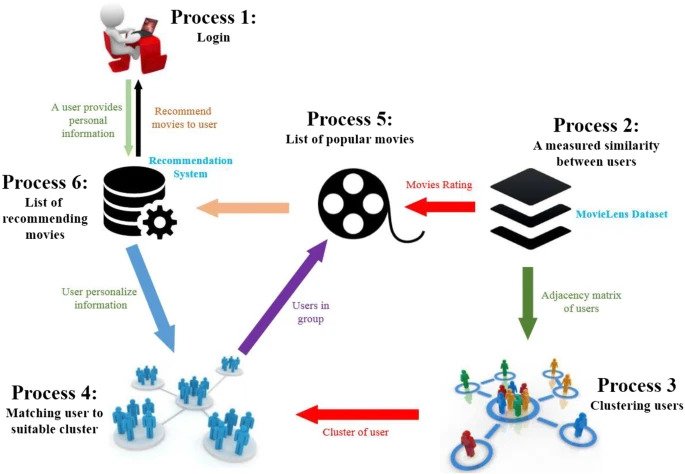 Process 1:
Login
A user provides
personal
information
Recommend
movies to user
Process 5:
List of popular movies
Process 2:
A measured similarity
between users
Recommendation
System
Process 6:
List of
recommending
movies
Movies Rating
MovieLens Dataset
User personalize
information
Users in
group
Adjacency matrix
of users
Process 4:
Matching user to
suitable cluster
Process 3
Clustering users
Cluster of user